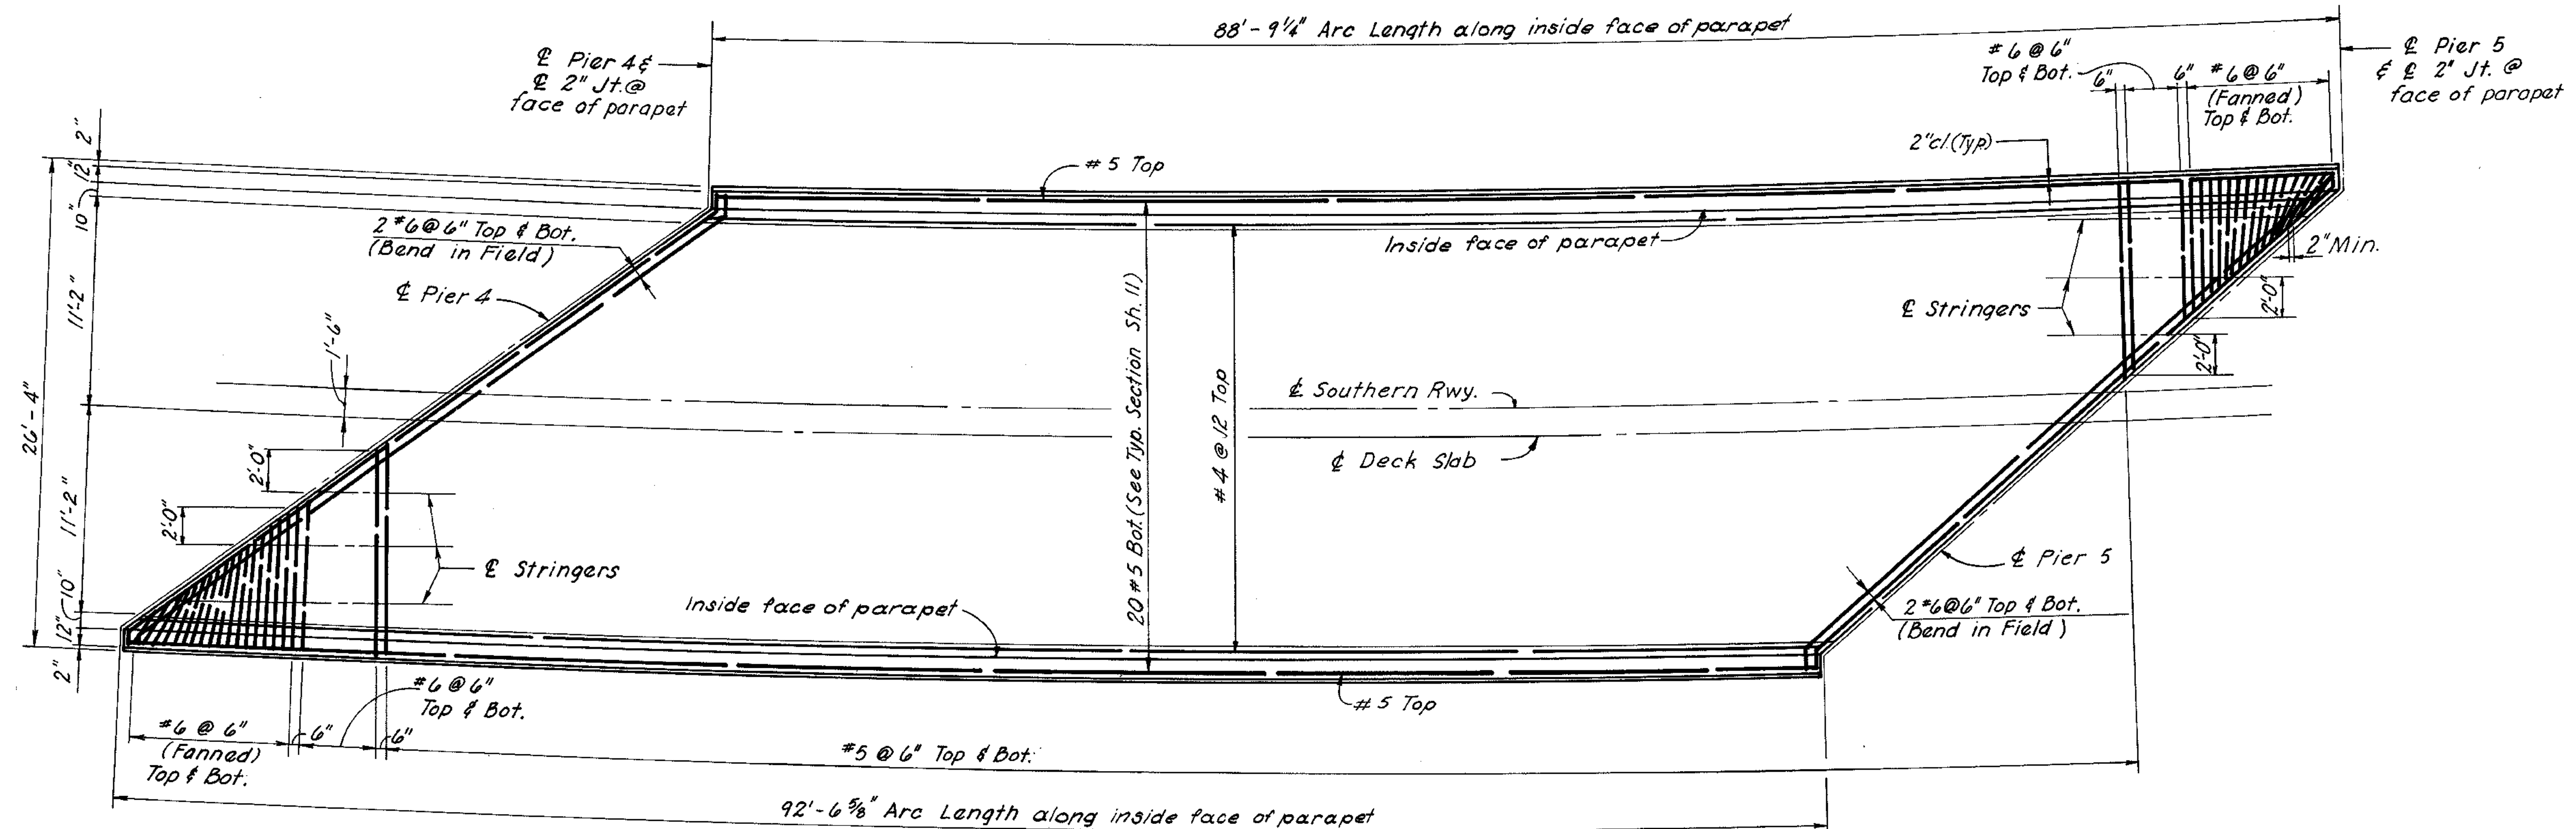 88'-9¼" Arc Length along inside face of parapet
℄ Pier 4 &
℄ 2" Jt. @
face of parapet
# 6 @ 6"
Top & Bot.
6"
6"
# 6 @ 6"
(Fanned)
Top & Bot.
℄ Pier 5
& ℄ 2" Jt. @
face of parapet
2"
12"
10"
11'-2"
26'-4"
11'-2"
10"
12"
2"
# 5 Top
2"cl.(Typ)
2 #6 @ 6" Top & Bot.
(Bend in Field)
℄ Pier 4
1'-6"
Inside face of parapet
2" Min.
℄ Stringers
2'-0"
2'-0"
20 #5 Bot. (See Typ. Section Sh. 11)
# 4 @ 12 Top
℄ Southern Rwy.
℄ Deck Slab
2'-0"
2'-0"
℄ Stringers
℄ Pier 5
Inside face of parapet
2 #6@6" Top & Bot.
(Bend in Field)
# 5 Top
#6 @ 6"
Top & Bot.
#6 @ 6"
(Fanned)
Top & Bot.
6"
6"
#5 @ 6" Top & Bot.
92'-6⅝" Arc Length along inside face of parapet